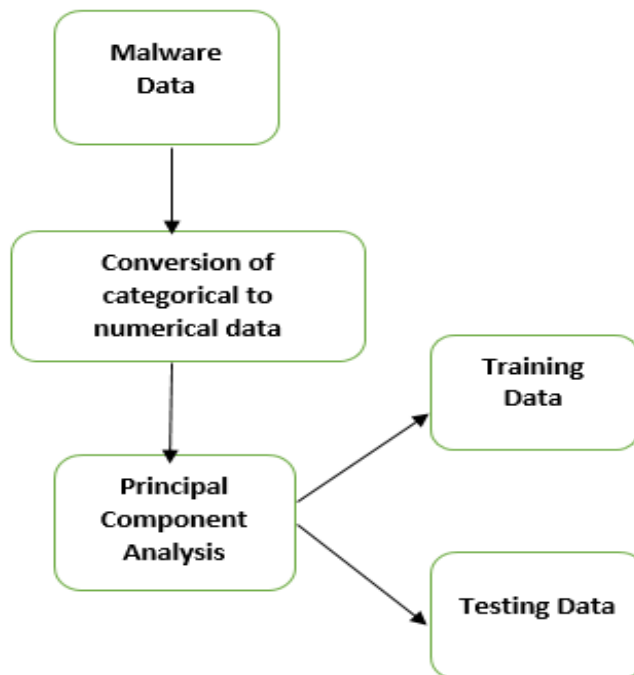 Malware
Data
Conversion of
categorical to
numerical data
Training
Data
Principal
Component
Analysis
Testing Data